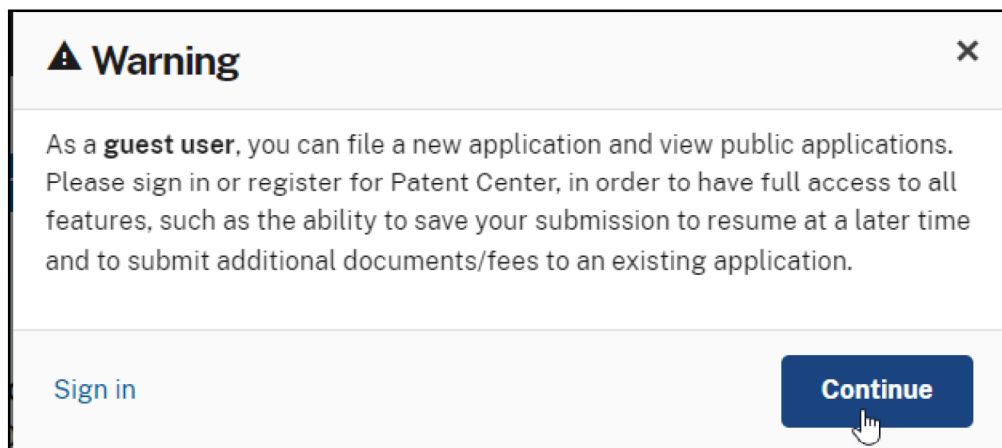 Warning
As a guest user, you can file a new application and view public applications.
Please sign in or register for Patent Center, in order to have full access to all
features, such as the ability to save your submission to resume at a later time
and to submit additional documents/fees to an existing application.
Sign in
Continue